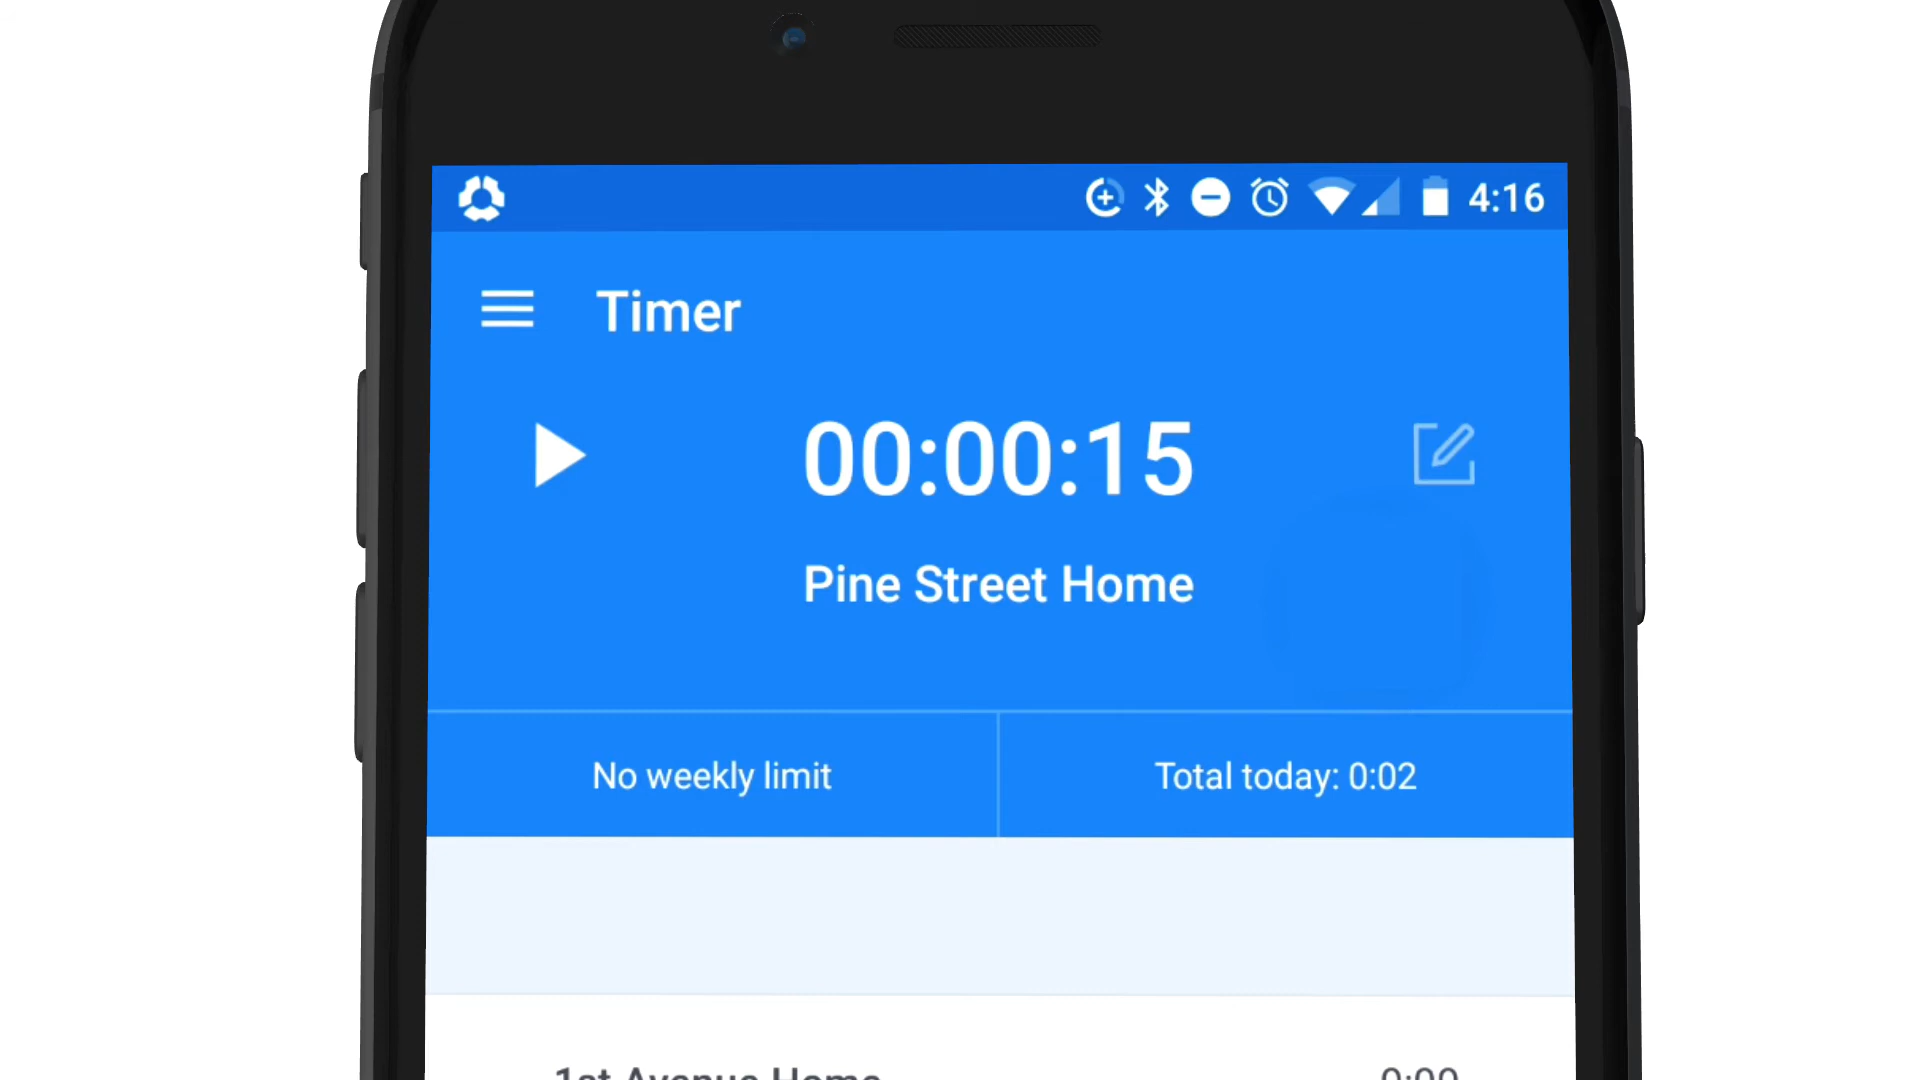 4:16
Timer
00:00:15
Pine Street Home
No weekly limit
Total today: 0:02
1st Avenue Home
0:00